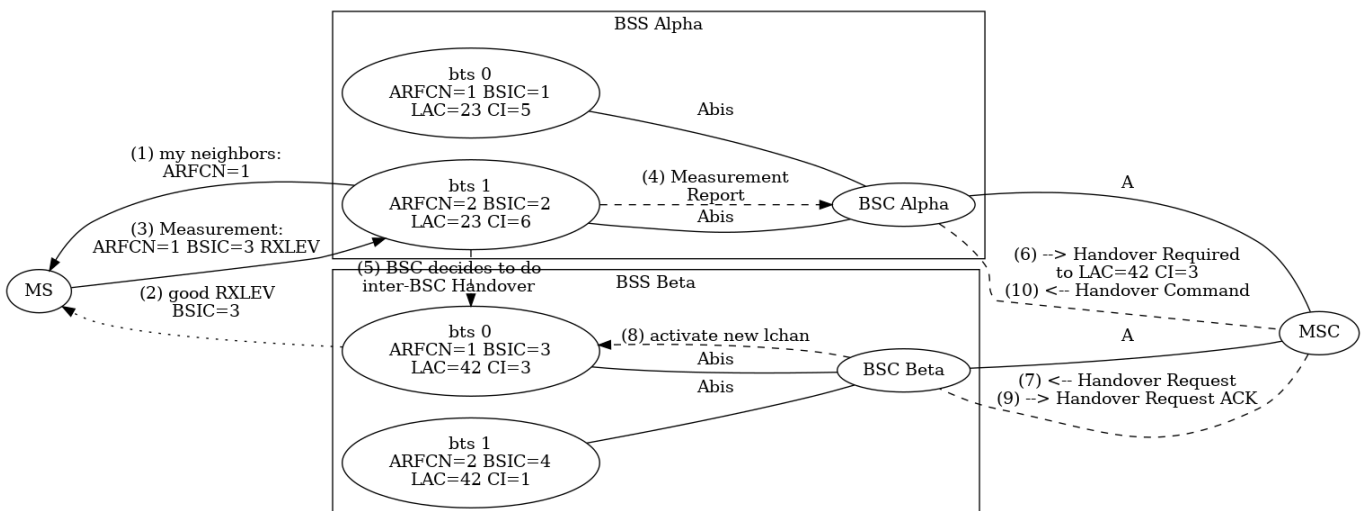 BSS Alpha
bts 0
ARFCN=1 BSIC=1
LAC=23 CI=5
Abis
(1) my neighbors:
ARFCN=1
bts 1
ARFCN=2 BSIC=2
LAC=23 CI=6
(4) Measurement
Report
Abis
BSC Alpha
A
(3) Measurement:
ARFCN=1 BSIC=3 RXLEV
(6) --> Handover Required
to LAC=42 CI=3
(10) <-- Handover Command
(5) BSC decides to do
inter-BSC Handover
BSS Beta
MS
(2) good RXLEV
BSIC=3
bts 0
ARFCN=1 BSIC=3
LAC=42 CI=3
(8) activate new lchan
Abis
Abis
BSC Beta
A
MSC
(7) <-- Handover Request
(9) --> Handover Request ACK
bts 1
ARFCN=2 BSIC=4
LAC=42 CI=1